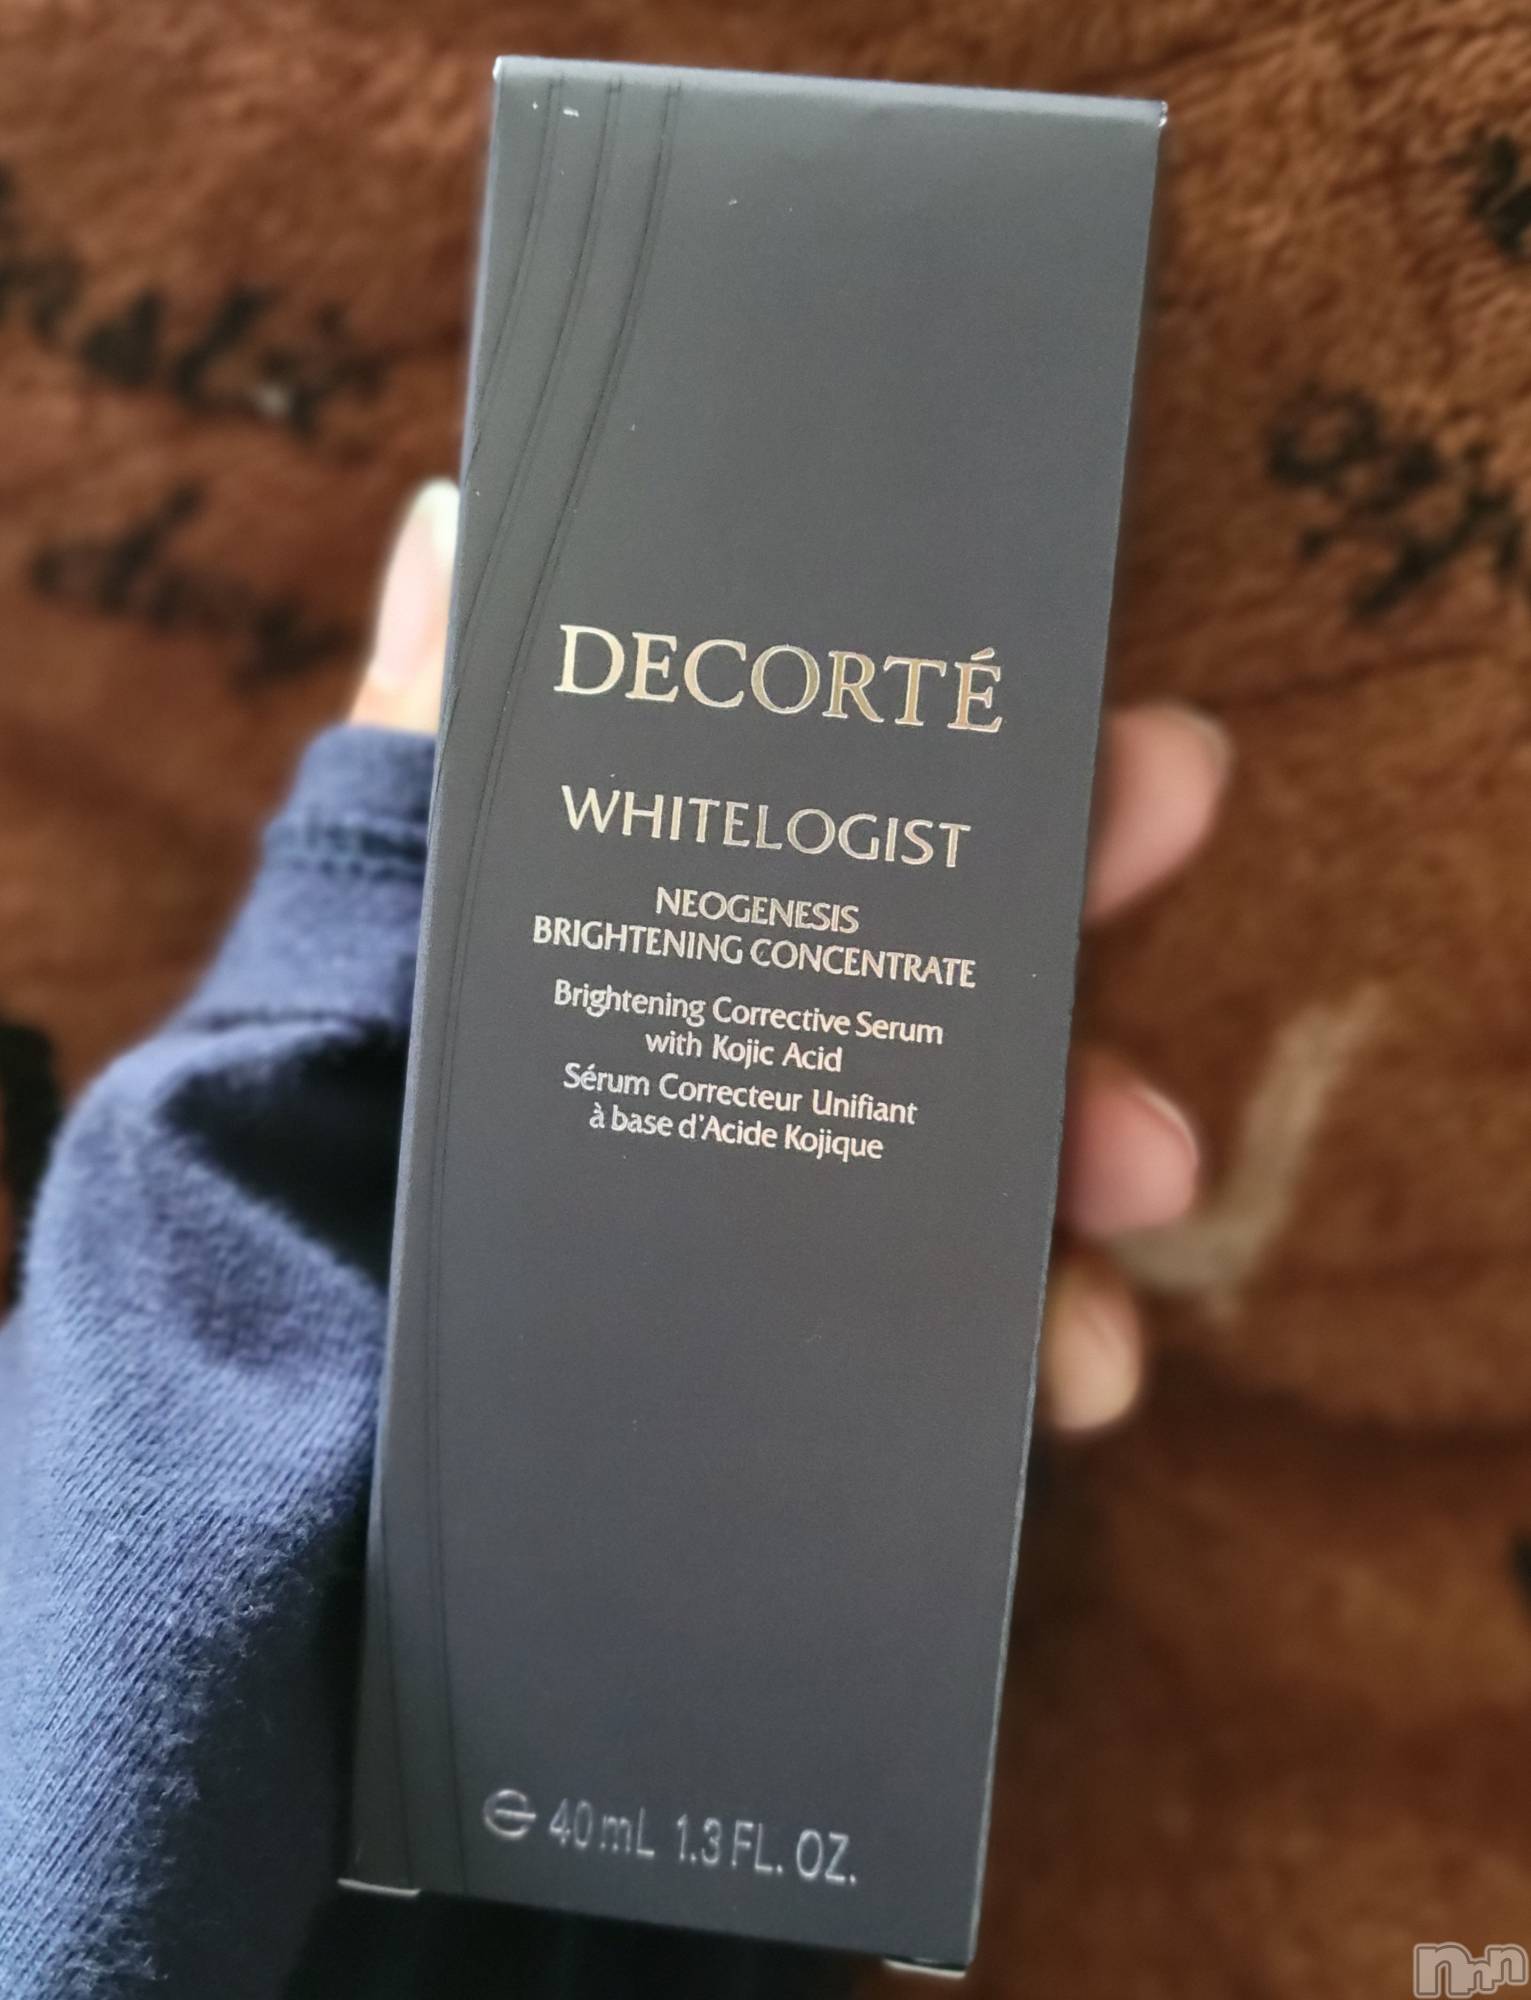 DECORTÉ
WHITELOGIST
NEOGENESIS
BRIGHTENING CONCENTRATE
Brightening Corrective Serum
with Kojic Acid
Sérum Correcteur Unifiant
à base d'Acide Kojique
℮ 40mL 1.3 FL. OZ.
nnn